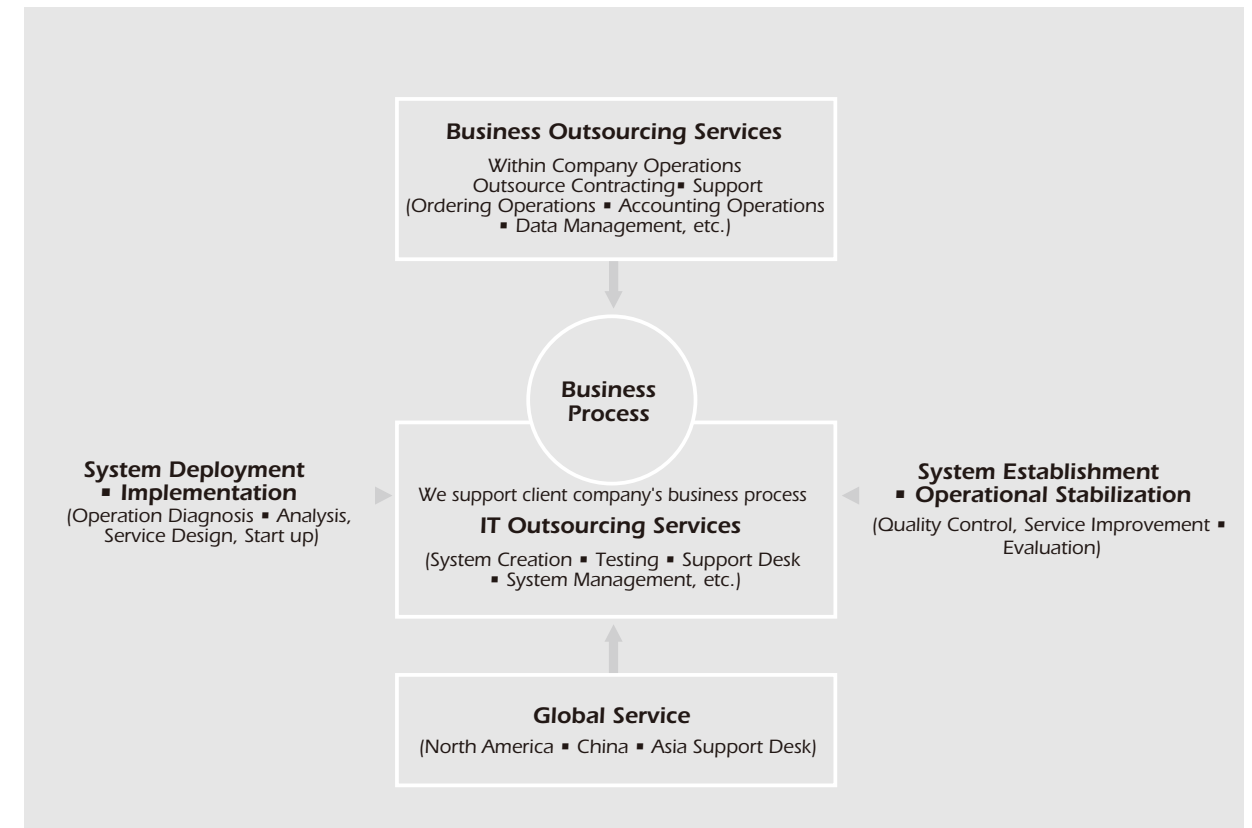 Business Outsourcing Services
Within Company Operations
Outsource Contracting▪ Support
(Ordering Operations ▪ Accounting Operations
▪ Data Management, etc.)
Business
Process
System Deployment
▪ Implementation
(Operation Diagnosis ▪ Analysis,
Service Design, Start up)
We support client company's business process
IT Outsourcing Services
(System Creation ▪ Testing ▪ Support Desk
▪ System Management, etc.)
System Establishment
▪ Operational Stabilization
(Quality Control, Service Improvement ▪
Evaluation)
Global Service
(North America ▪ China ▪ Asia Support Desk)